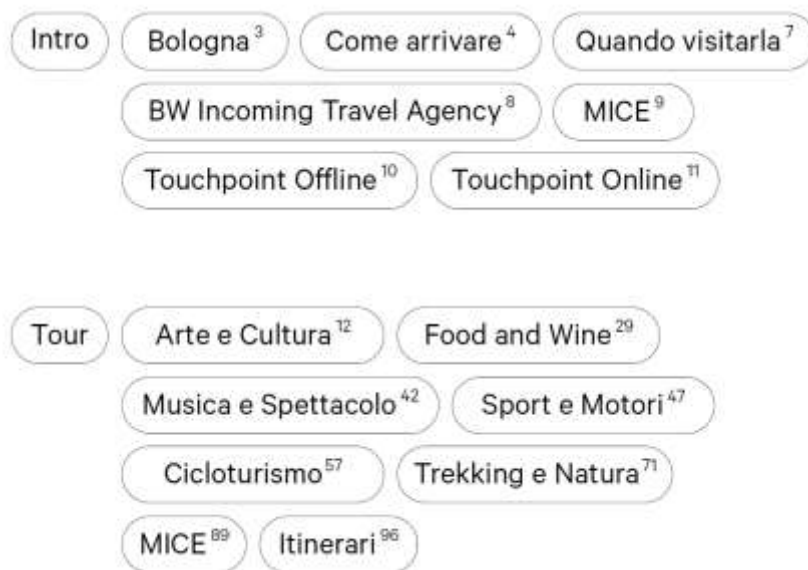 Intro Bologna 3 Come arrivare 4 Quando visitarla 7
BW Incoming Travel Agency 8 MICE 9
Touchpoint Offline 10 Touchpoint Online 11
Tour Arte e Cultura 12 Food and Wine 29
Musica e Spettacolo 42 Sport e Motori 47
Cicloturismo 57 Trekking e Natura 71
MICE 89 Itinerari 96